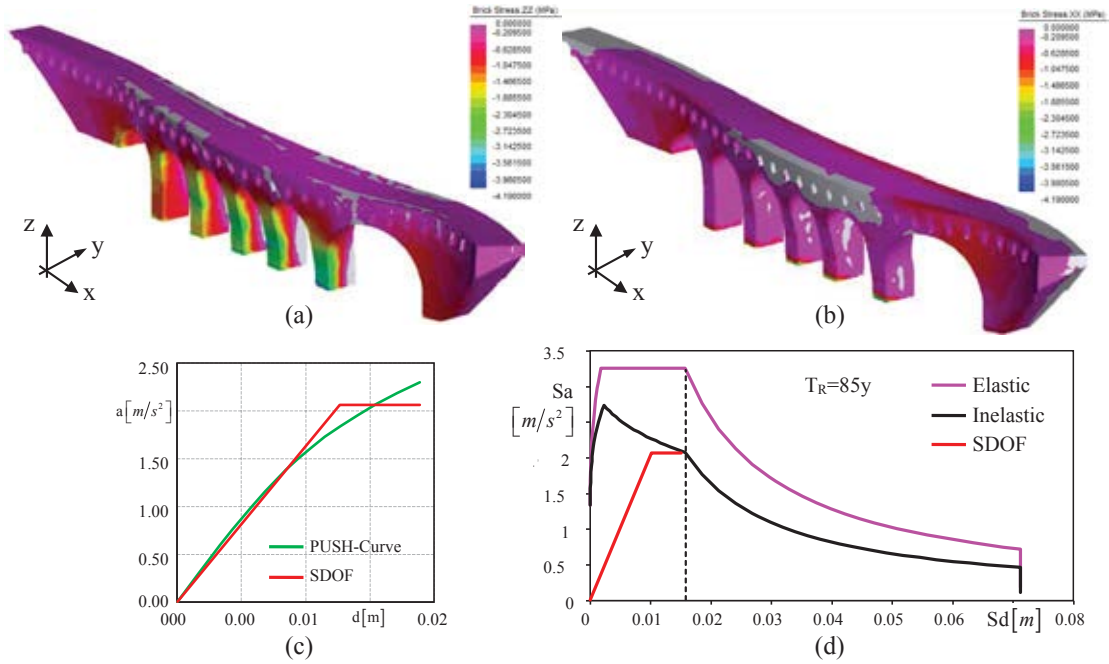 Brick Stress:ZZ (MPa)
0.000000
-0.209500
-0.628500
-1.047500
-1.466500
-1.885500
-2.304500
-2.723500
-3.142500
-3.561500
-3.980500
-4.190000
z
y
x
(a)
Brick Stress:XX (MPa)
0.000000
-0.209500
-0.628500
-1.047500
-1.466500
-1.885500
-2.304500
-2.723500
-3.142500
-3.561500
-3.980500
-4.190000
z
y
x
(b)
2.50
a[m/s²]
1.50
1.00
0.50
0.00
PUSH-Curve
SDOF
000 0.00 0.01 0.02
d[m]
(c)
3.5
Sa
3
[m/s²]
2
1.5
1
0.5
0
T_R=85y
Elastic
Inelastic
SDOF
0 0.01 0.02 0.03 0.04 0.05 0.06 0.07 0.08
Sd[m]
(d)